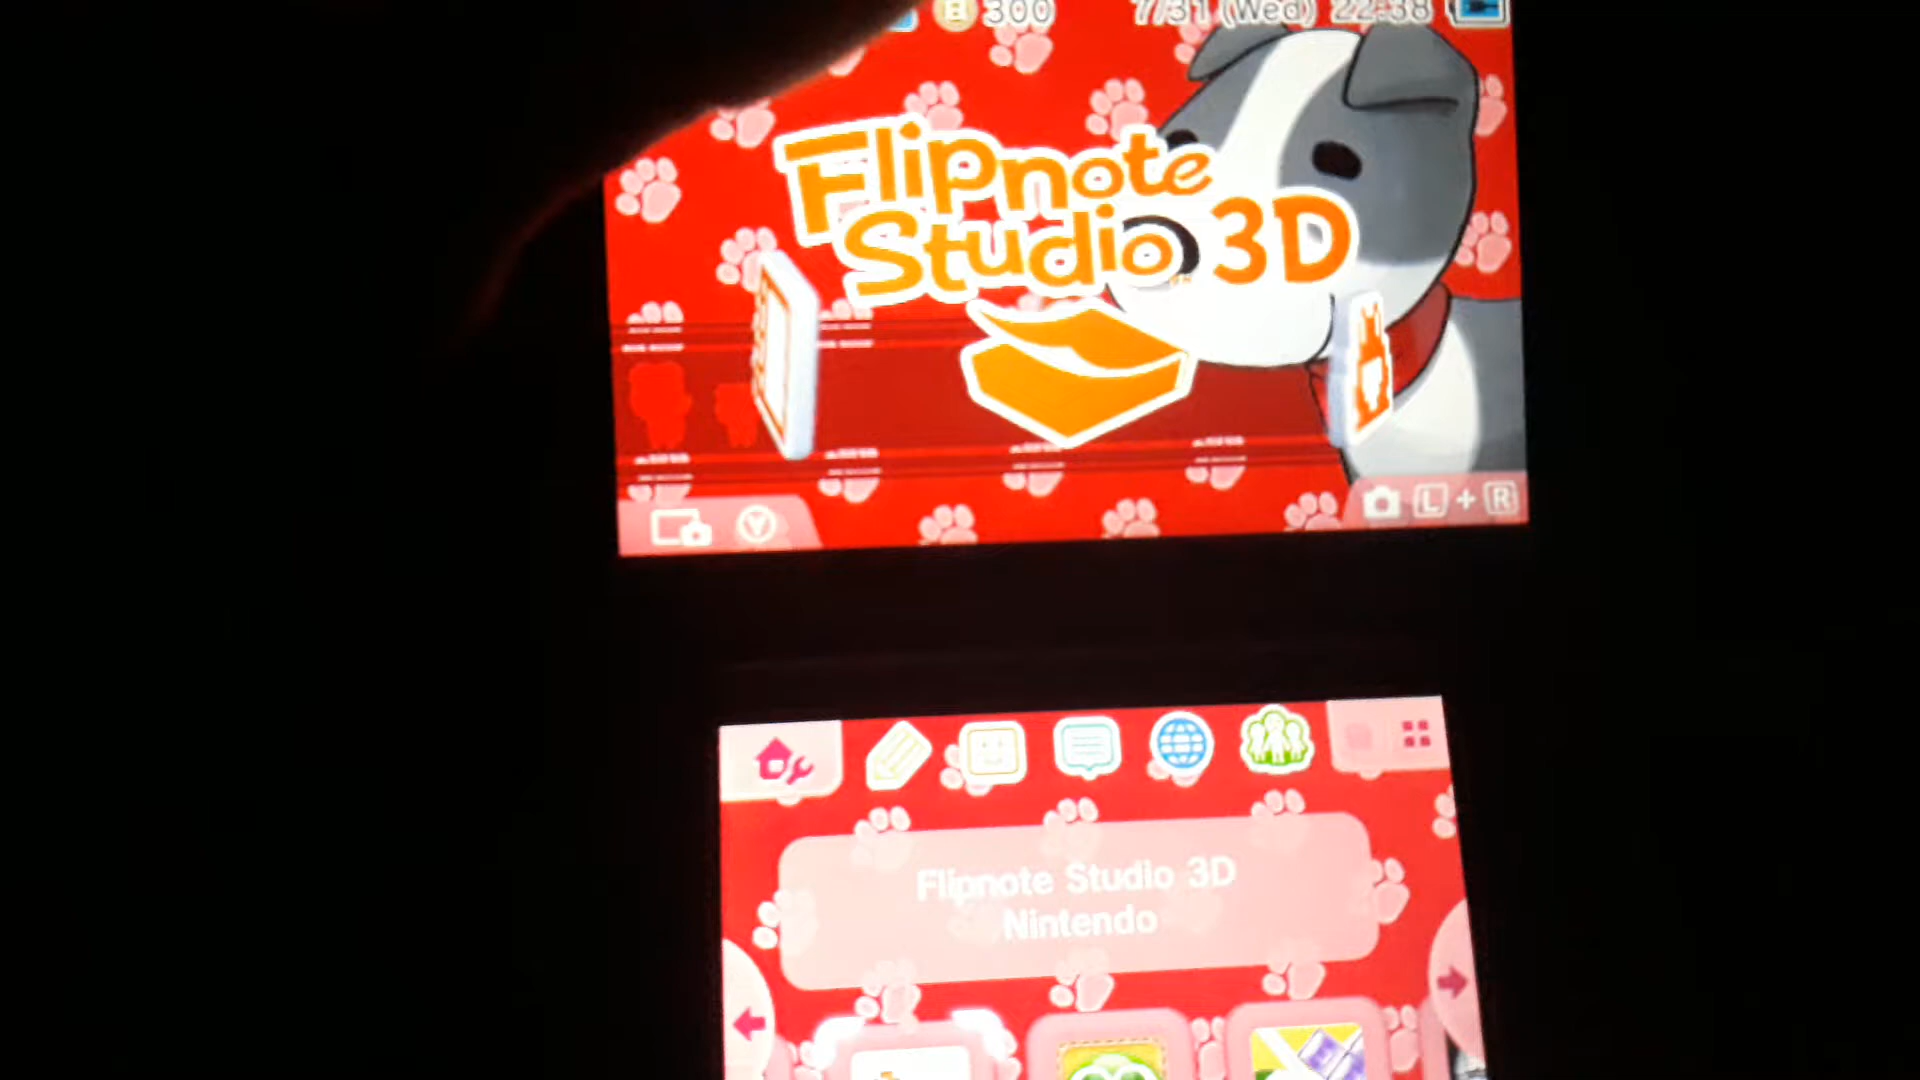 300 7/31 (Wed) 22:38
Flipnote
Studio 3D
Y
L + R
Flipnote Studio 3D
Nintendo